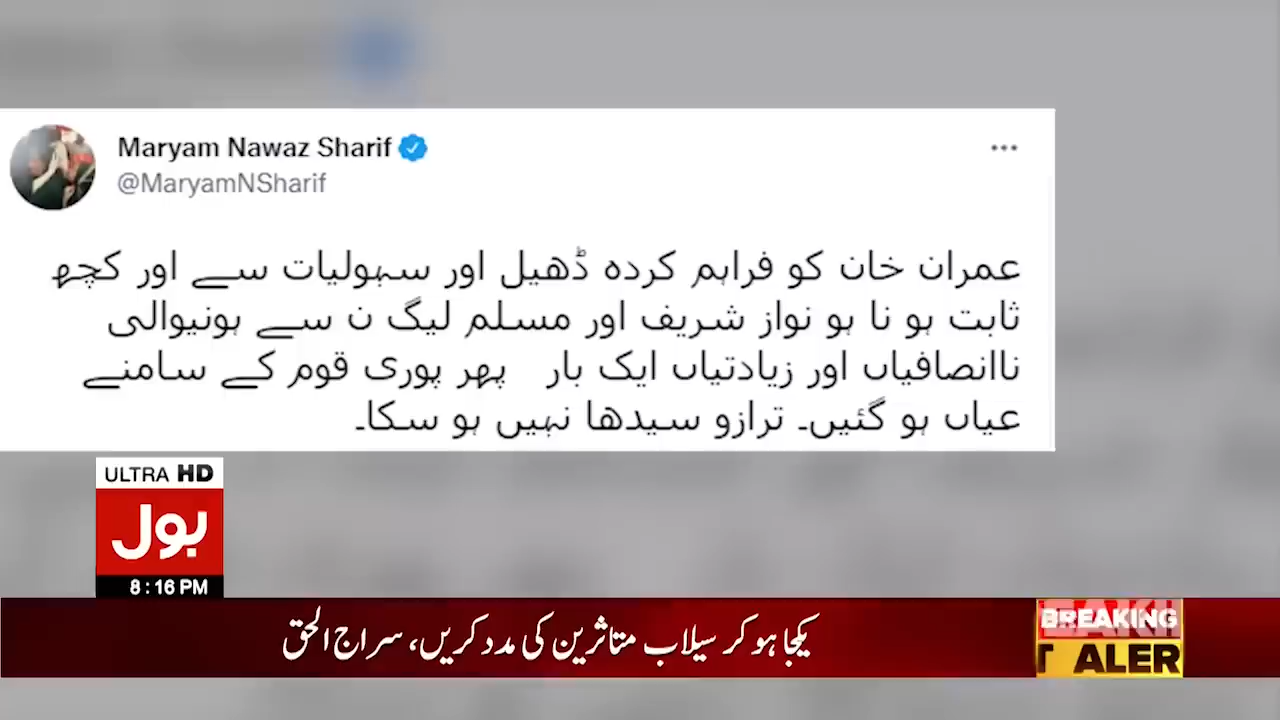 Maryam Nawaz Sharif
@MaryamNSharif
عمران خان کو فراہم کردہ ڈھیل اور سہولیات سے اور کچھ
ثابت ہو نا ہو نواز شریف اور مسلم لیگ ن سے ہونیوالی
ناانصافیاں اور زیادتیاں ایک بار پھر پوری قوم کے سامنے
عیاں ہو گئیں۔ ترازو سیدھا نہیں ہو سکا۔
ULTRA HD
بول
8:16 PM
یکجا ہو کر سیلاب متاثرین کی مدد کریں، سراج الحق
BREAKING
ALER